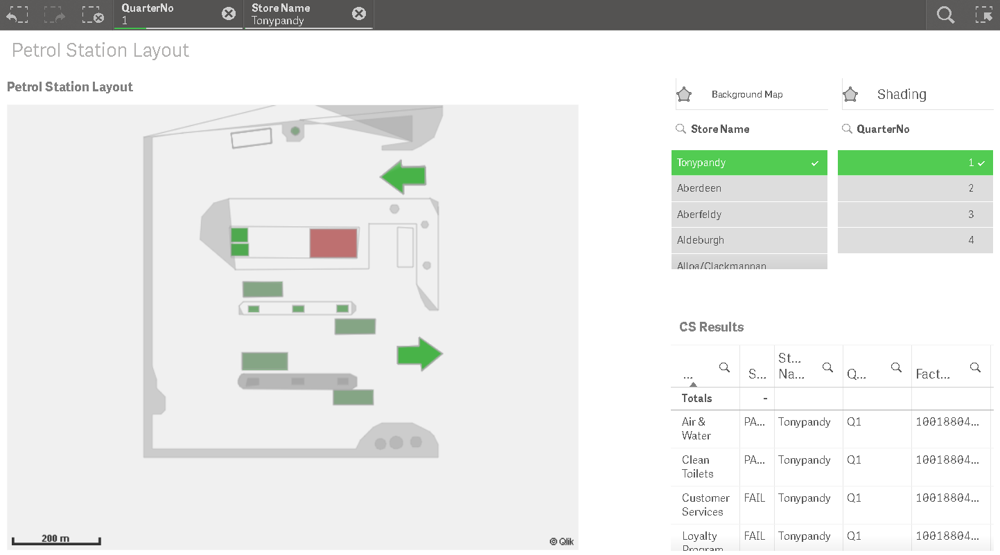 QuarterNo
1
Store Name
Tonypandy
Petrol Station Layout
Petrol Station Layout
200 m
© Qlik
Background Map
Shading
Store Name
QuarterNo
Tonypandy
1
Aberdeen
2
Aberfeldy
3
Aldeburgh
4
Alloa/Clackmannan
CS Results
...
S...
St...
Na...
Q...
Fact...
Totals
-
Air &
Water
PA...
Tonypandy
Q1
10018804...
Clean
Toilets
PA...
Tonypandy
Q1
10018804...
Customer
Services
FAIL
Tonypandy
Q1
10018804...
Loyalty
Program
FAIL
Tonypandy
Q1
10018804...